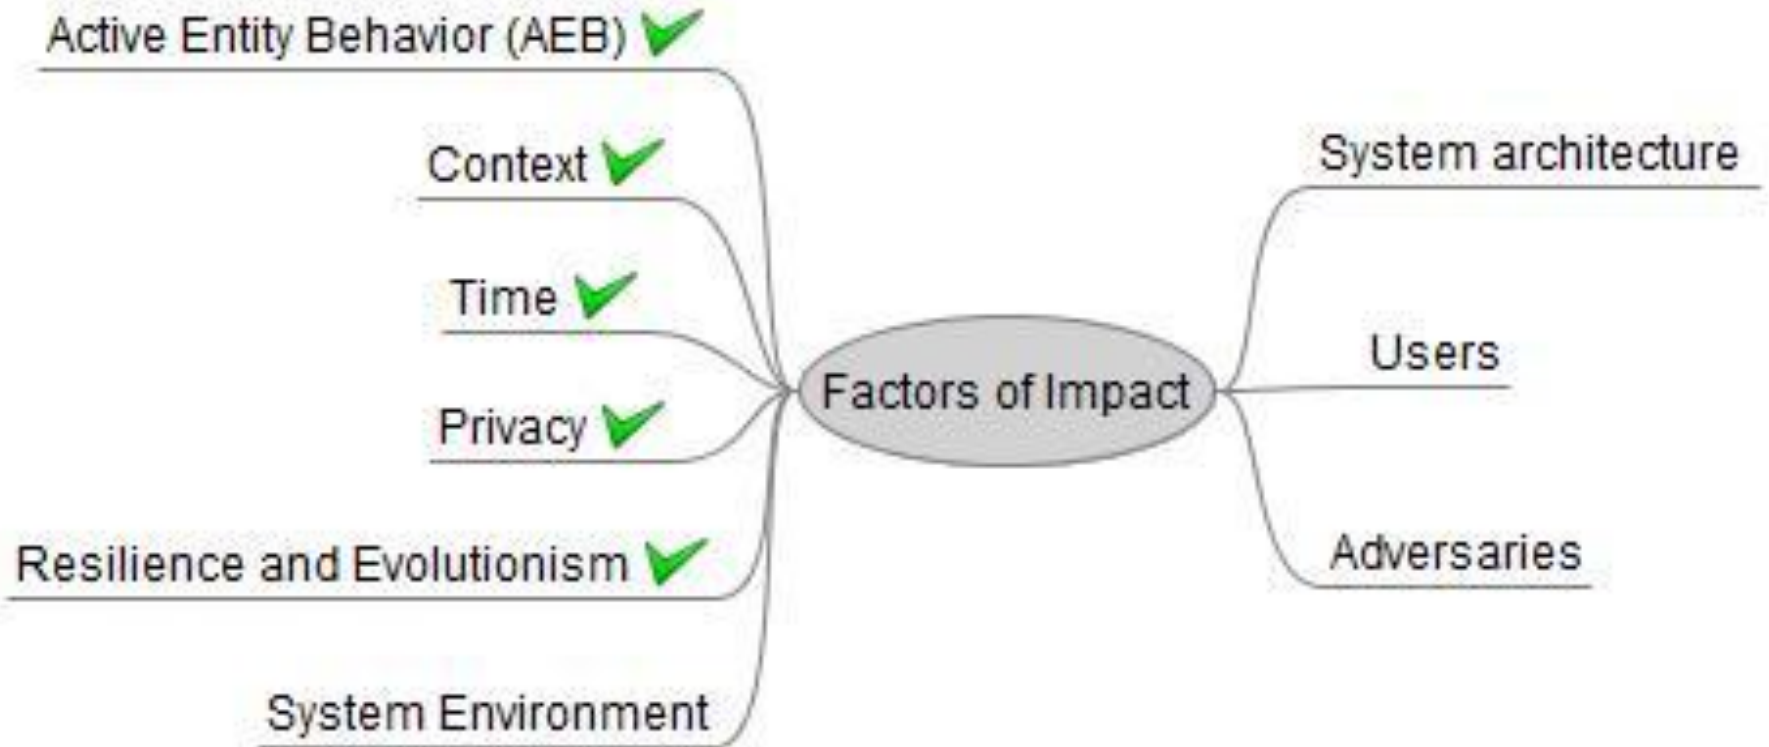 Active Entity Behavior (AEB)
Context
Time
Privacy
Resilience and Evolutionism
System Environment
Factors of Impact
System architecture
Users
Adversaries